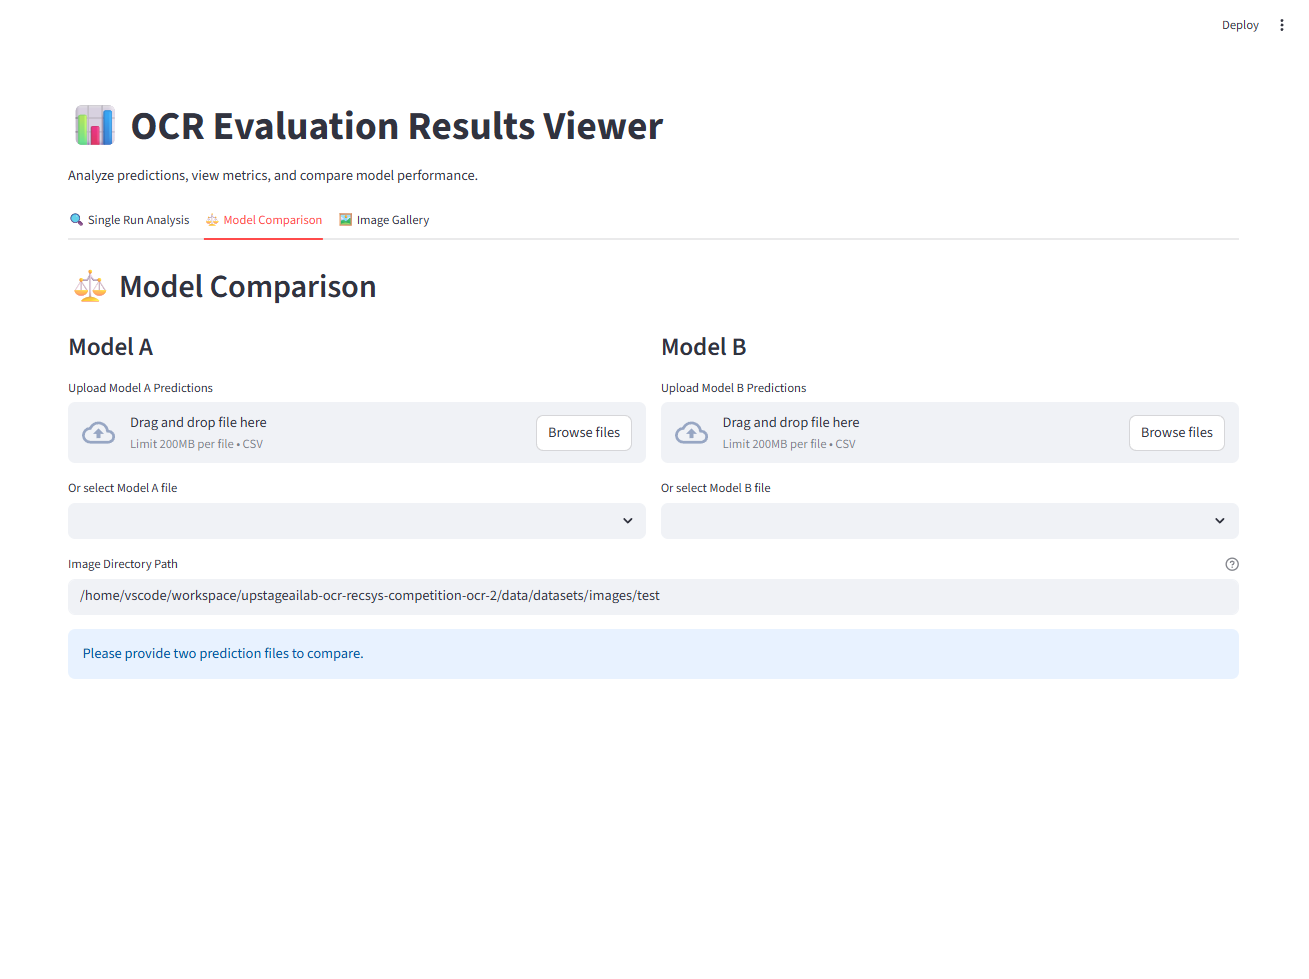 Deploy
OCR Evaluation Results Viewer
Analyze predictions, view metrics, and compare model performance.
Single Run Analysis
Model Comparison
Image Gallery
Model Comparison
Model A
Upload Model A Predictions
Drag and drop file here
Limit 200MB per file • CSV
Browse files
Or select Model A file
Model B
Upload Model B Predictions
Drag and drop file here
Limit 200MB per file • CSV
Browse files
Or select Model B file
Image Directory Path
/home/vscode/workspace/upstageailab-ocr-recsys-competition-ocr-2/data/datasets/images/test
Please provide two prediction files to compare.